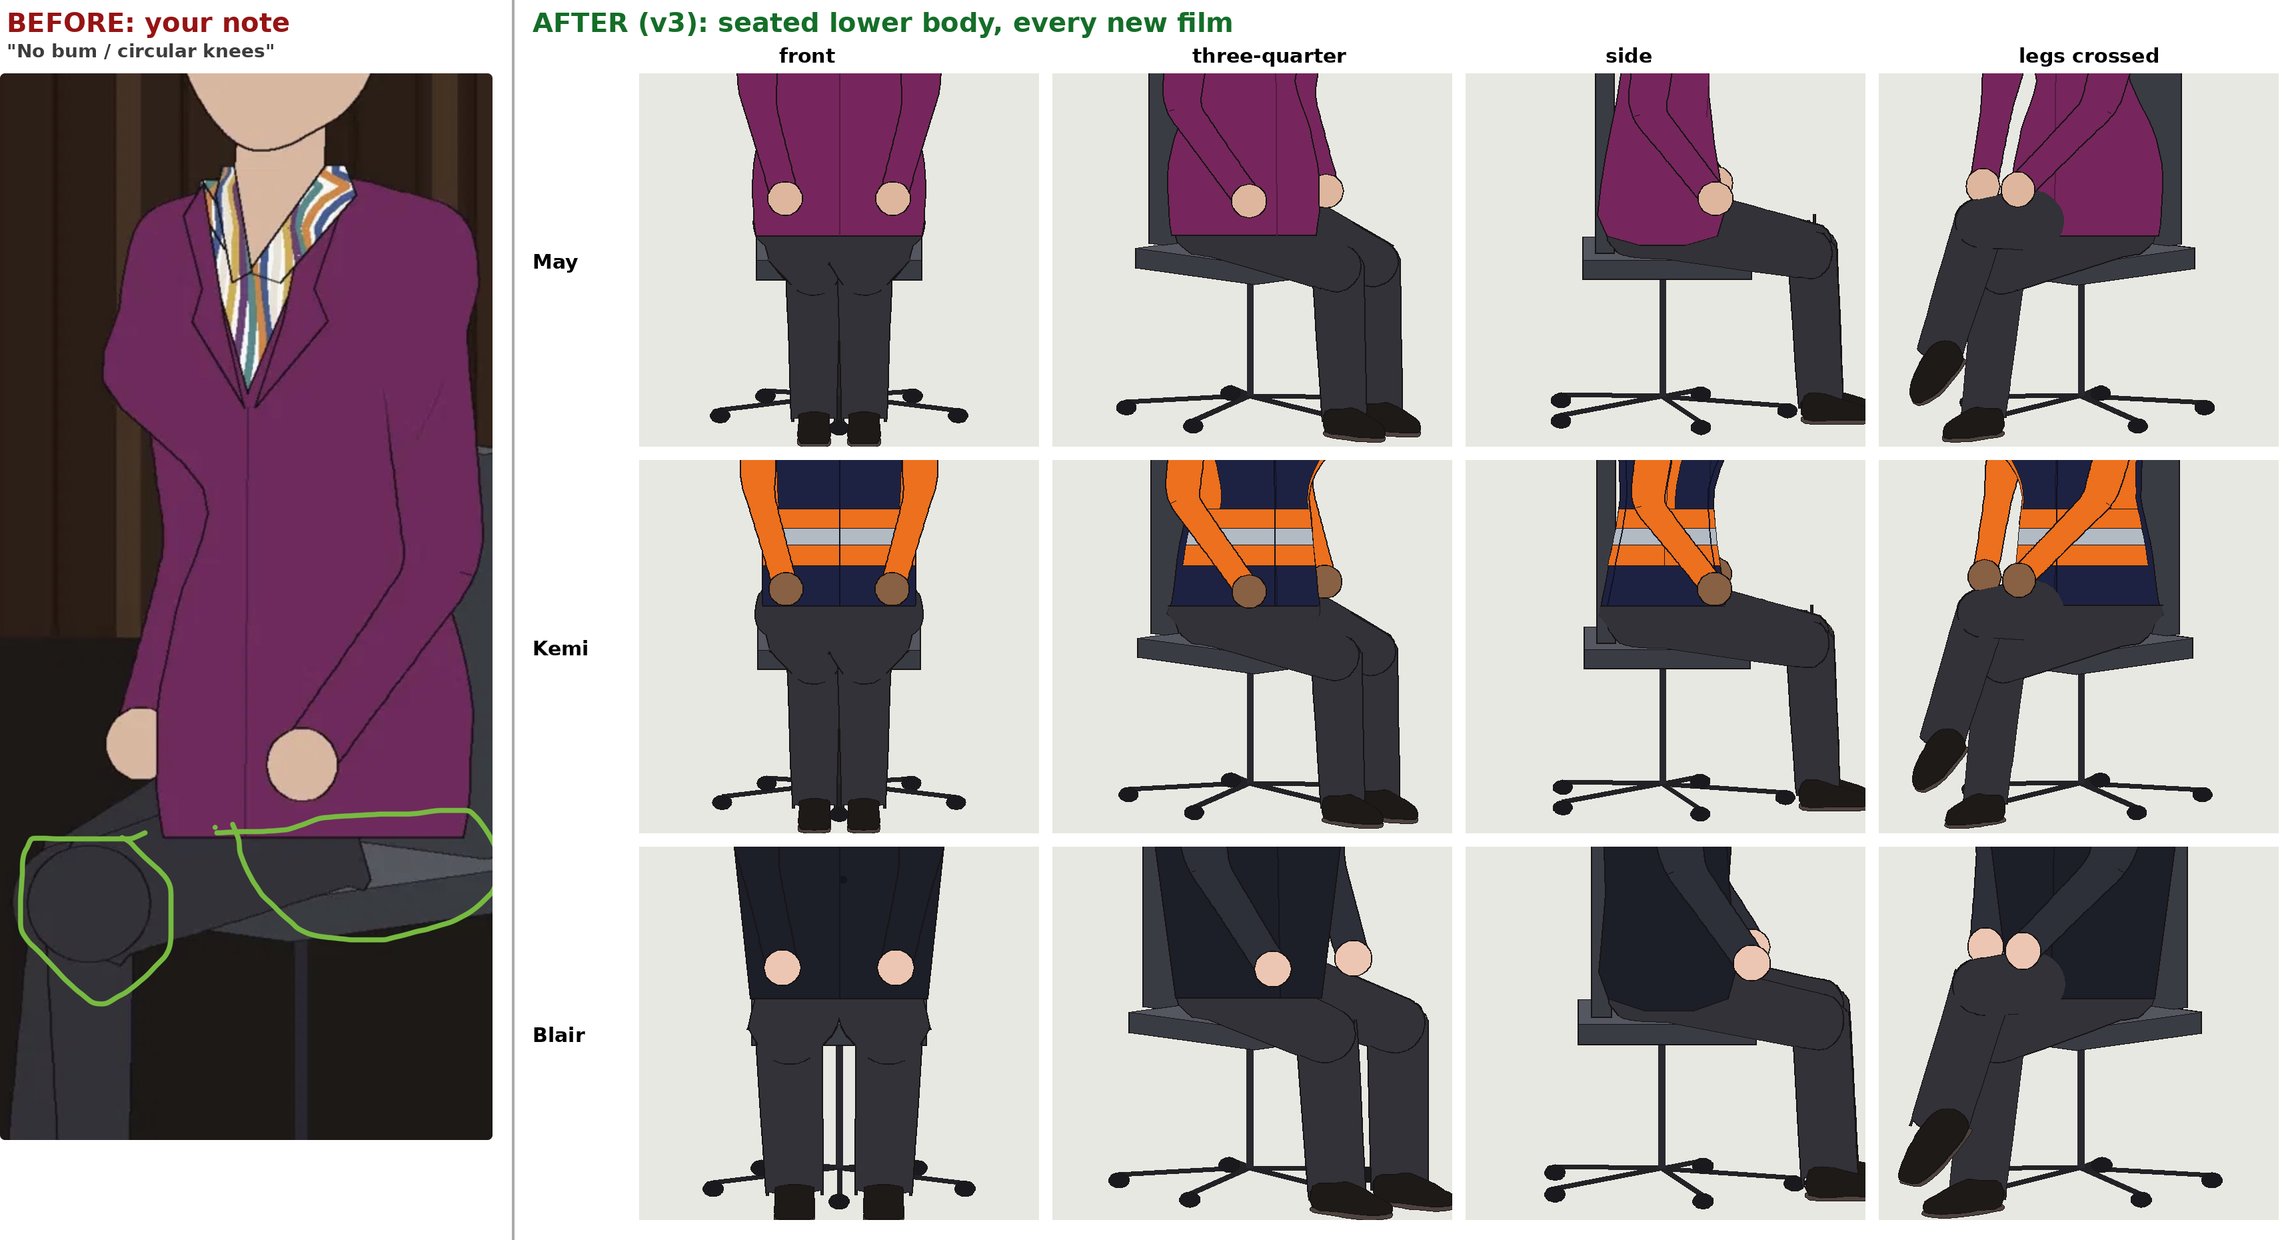 BEFORE: your note
"No bum / circular knees"
AFTER (v3): seated lower body, every new film
front three-quarter side legs crossed
May
Kemi
Blair